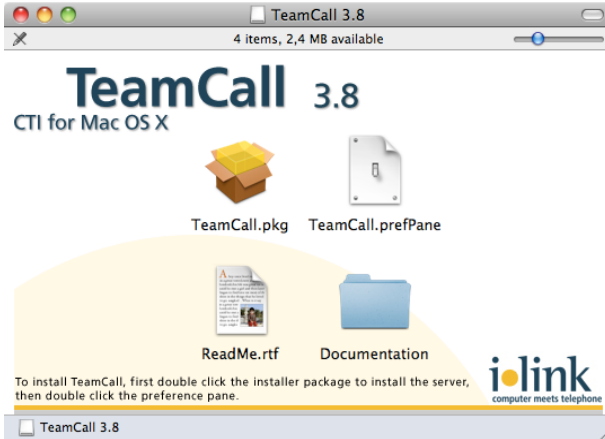 TeamCall 3.8
4 items, 2,4 MB available
TeamCall 3.8
CTI for Mac OS X
TeamCall.pkg TeamCall.prefPane
ReadMe.rtf Documentation
To install TeamCall, first double click the installer package to install the server,
then double click the preference pane.
i·link
computer meets telephone
TeamCall 3.8